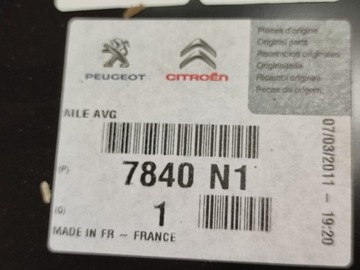 PEUGEOT
CITROËN
Pièces d'origine
Original parts
Recambios originales
Originalteile
Ricambi originali
Peças de origem
AILE AVG
(P) 7840 N1
(Q) 1
MADE IN FR - FRANCE
07/03/2011 - 19:20